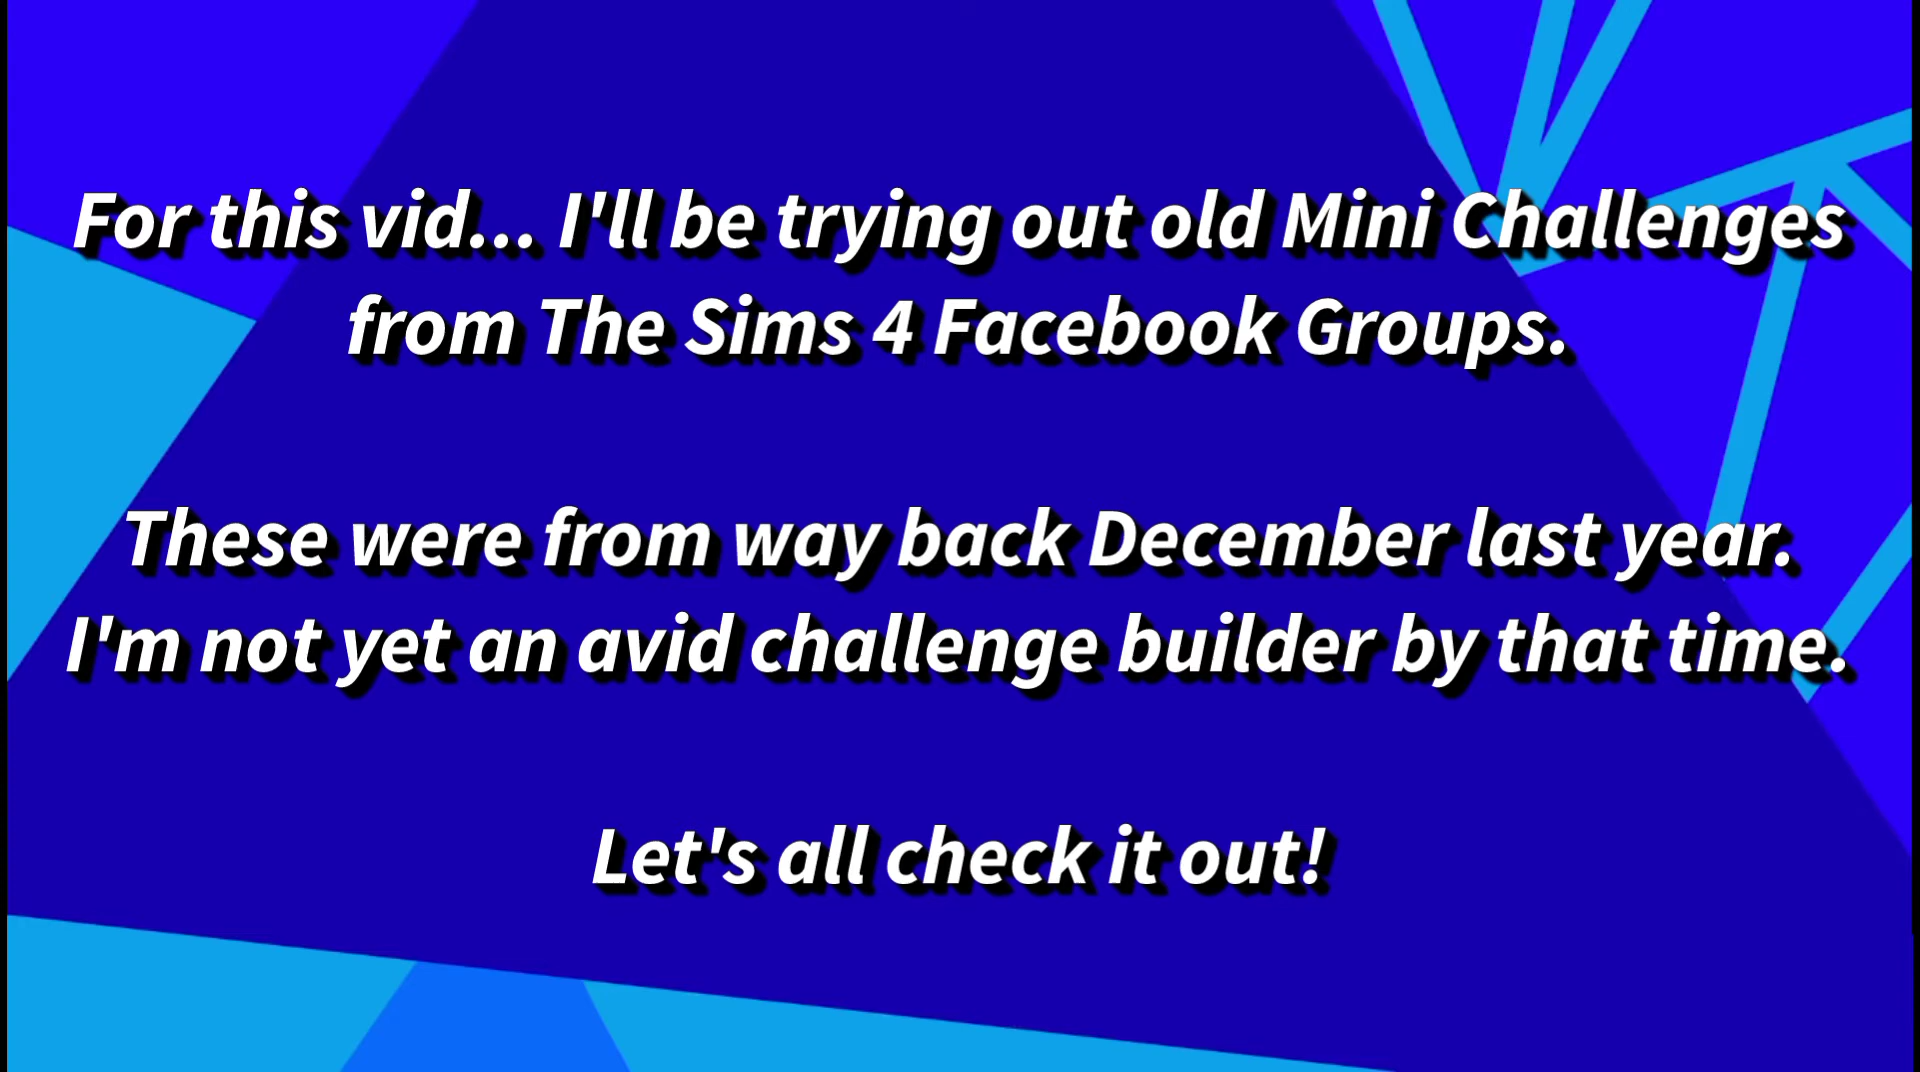 For this vid... I'll be trying out old Mini Challenges
from The Sims 4 Facebook Groups.
These were from way back December last year.
I'm not yet an avid challenge builder by that time.
Let's all check it out!